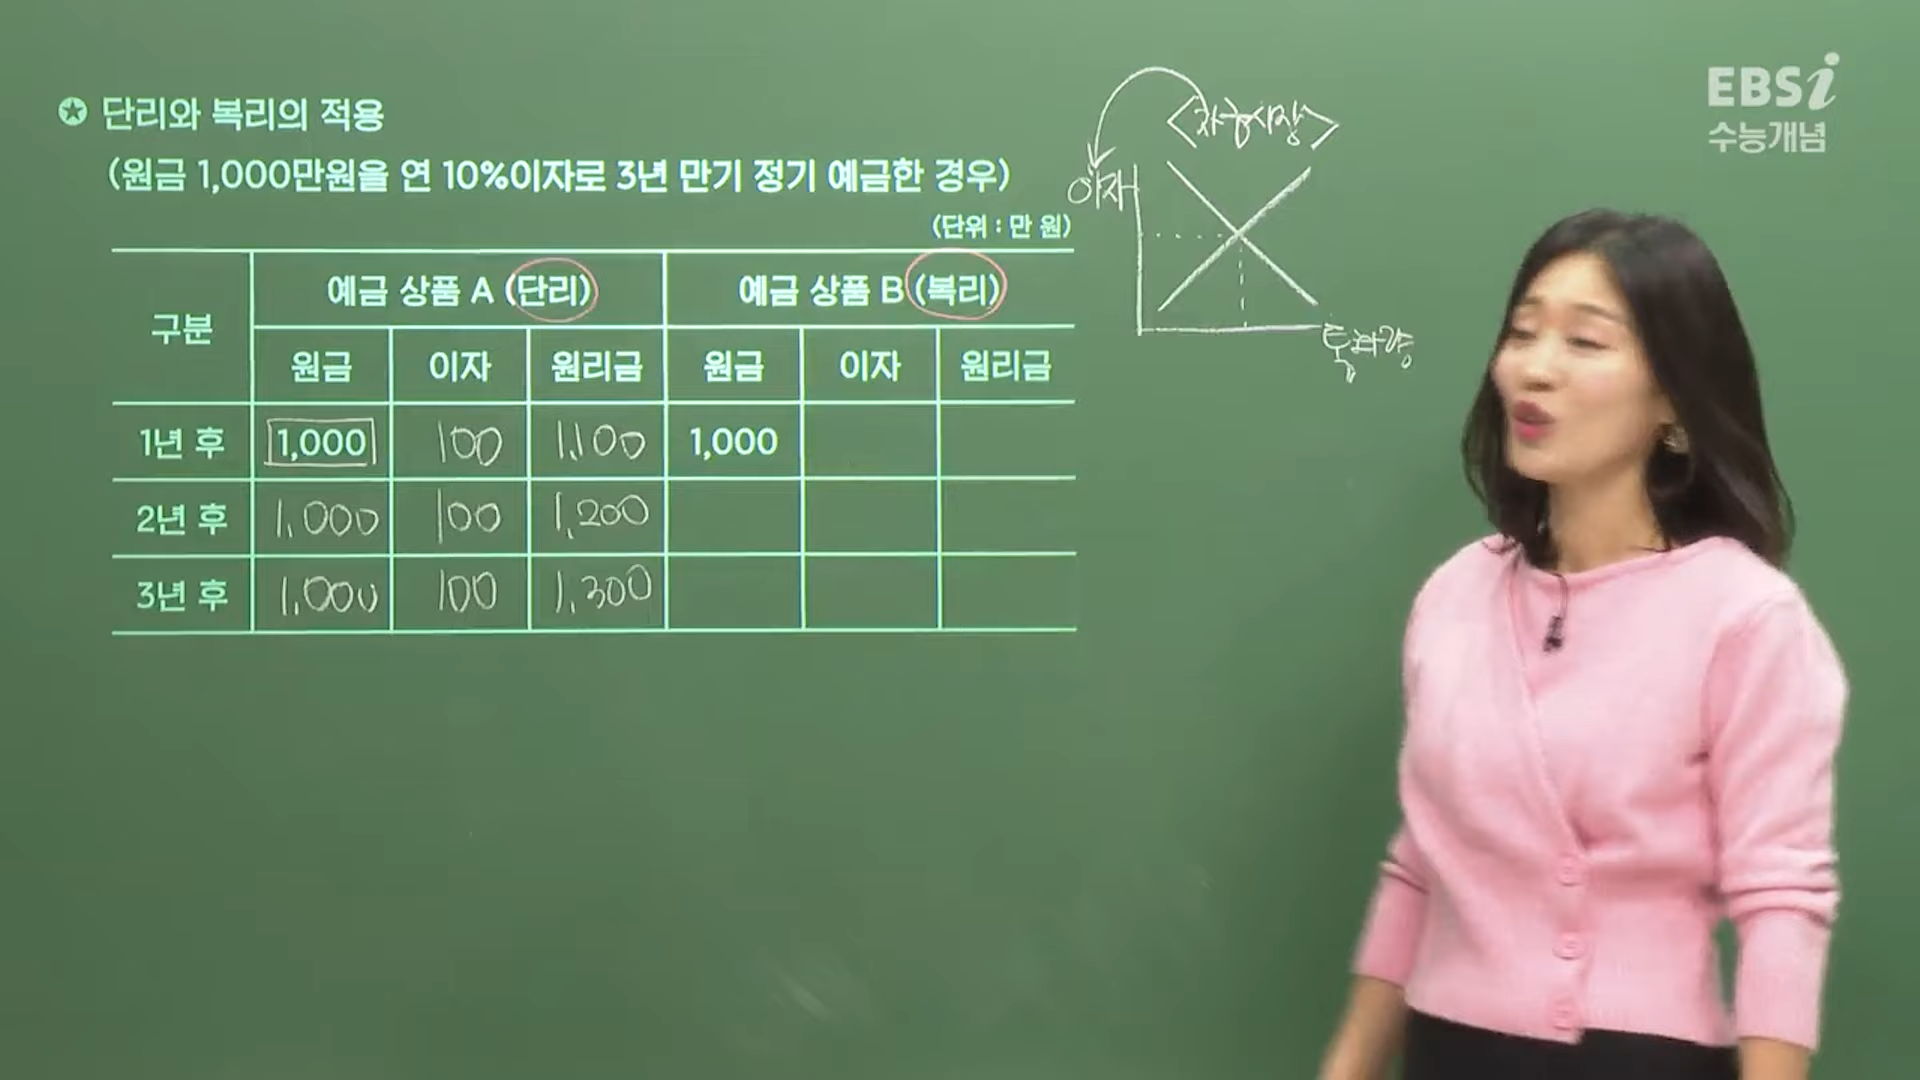 단리와 복리의 적용
(원금 1,000만원을 연 10%이자로 3년 만기 정기 예금한 경우)
(단위 : 만 원)
구분 예금 상품 A (단리) 예금 상품 B (복리)
원금 이자 원리금 원금 이자 원리금
1년 후 1,000 100 1,100 1,000
2년 후 1,000 100 1,200
3년 후 1,000 100 1,300
<자금시장>
이자
통화량
EBSi
수능개념